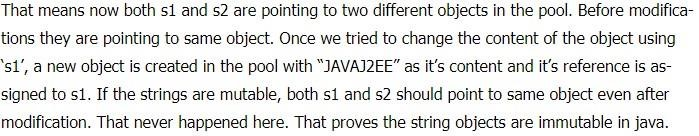 That means now both s1 and s2 are pointing to two different objects in the pool. Before modifica-
tions they are pointing to same object. Once we tried to change the content of the object using
‘s1’, a new object is created in the pool with “JAVAJ2EE” as it’s content and it’s reference is as-
signed to s1. If the strings are mutable, both s1 and s2 should point to same object even after
modification. That never happened here. That proves the string objects are immutable in java.